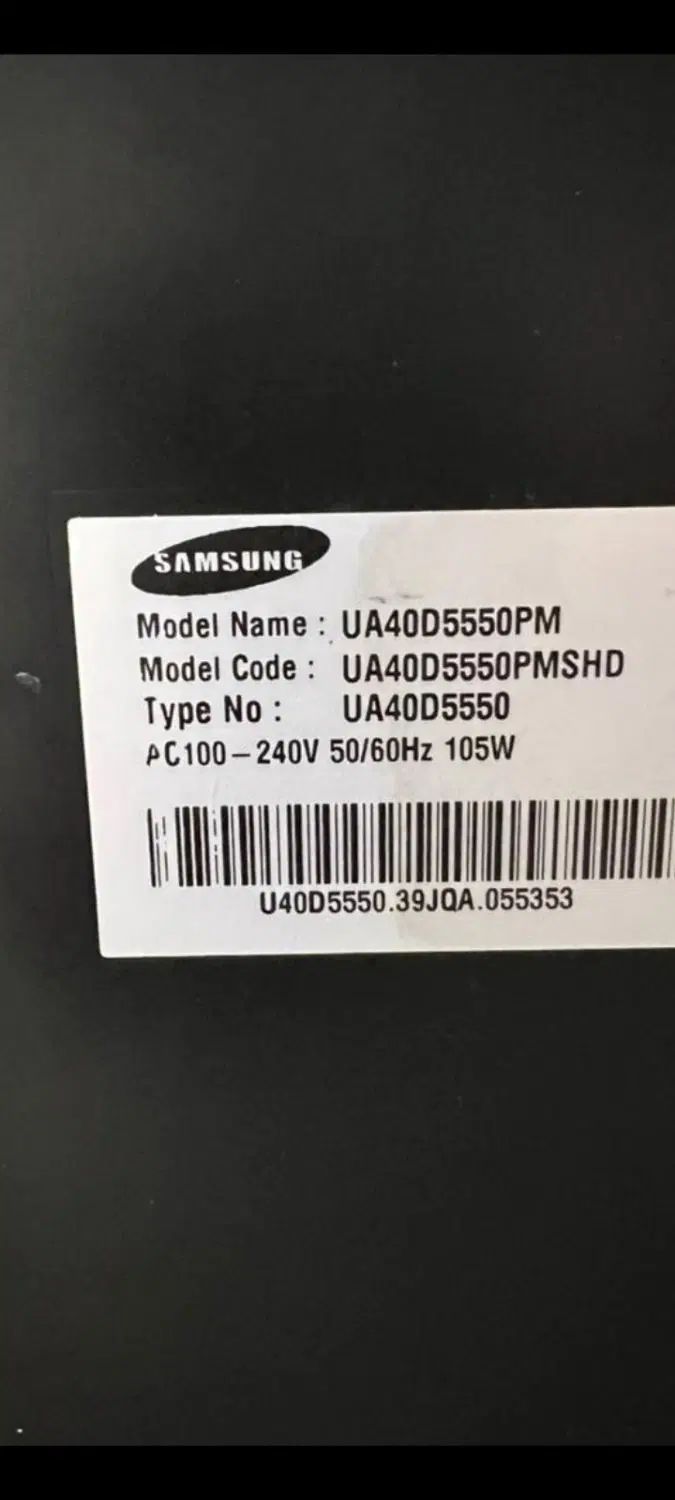 SAMSUNG
Model Name : UA40D5550PM
Model Code : UA40D5550PMSHD
Type No : UA40D5550
AC100-240V 50/60Hz 105W
U40D5550.39JQA.055353